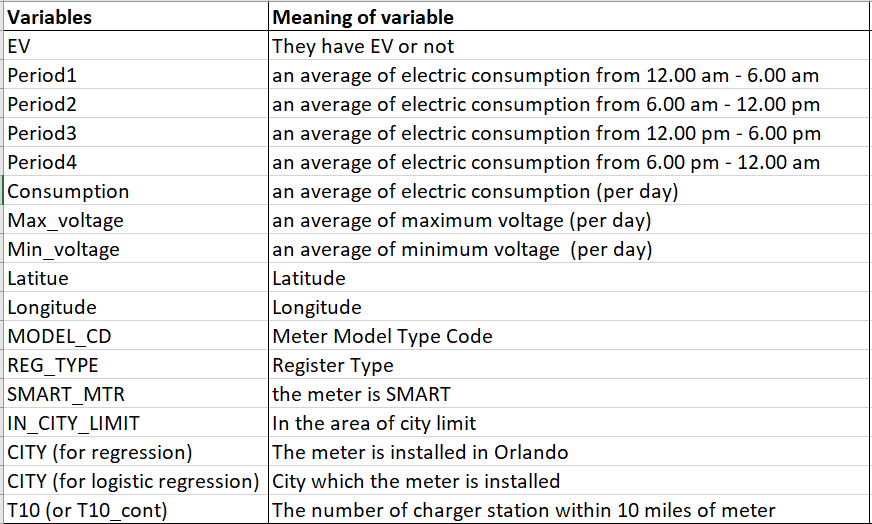 Variables Meaning of variable
EV They have EV or not
Period1 an average of electric consumption from 12.00 am - 6.00 am
Period2 an average of electric consumption from 6.00 am - 12.00 pm
Period3 an average of electric consumption from 12.00 pm - 6.00 pm
Period4 an average of electric consumption from 6.00 pm - 12.00 am
Consumption an average of electric consumption (per day)
Max_voltage an average of maximum voltage (per day)
Min_voltage an average of minimum voltage  (per day)
Latitue Latitude
Longitude Longitude
MODEL_CD Meter Model Type Code
REG_TYPE Register Type
SMART_MTR the meter is SMART
IN_CITY_LIMIT In the area of city limit
CITY (for regression) The meter is installed in Orlando
CITY (for logistic regression) City which the meter is installed
T10 (or T10_cont) The number of charger station within 10 miles of meter